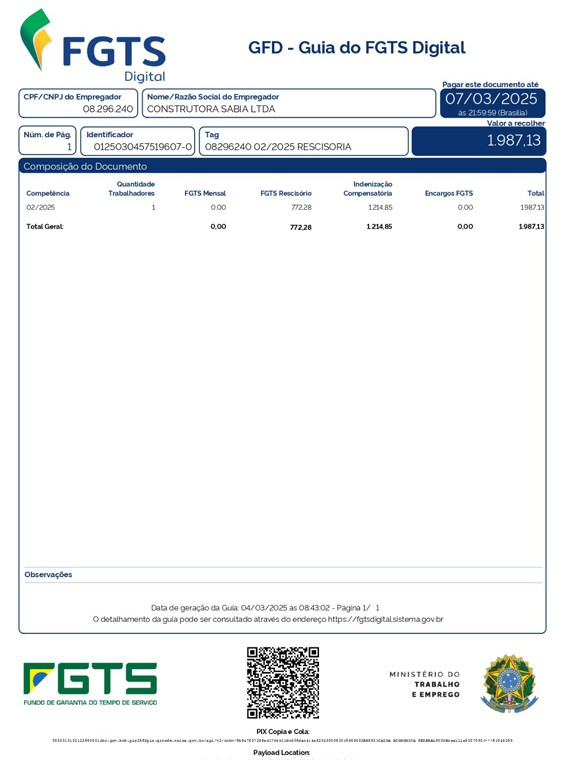 FGTS
Digital
GFD - Guia do FGTS Digital
Pagar este documento até
07/03/2025
às 21:59:59 (Brasília)
CPF/CNPJ do Empregador
08.296.240
Nome/Razão Social do Empregador
CONSTRUTORA SABIA LTDA
Valor a recolher
1.987,13
Núm. de Pág.
1
Identificador
0125030457519607-0
Tag
08296240 02/2025 RESCISORIA
Composição do Documento
Competência Quantidade Trabalhadores FGTS Mensal FGTS Rescisório Indenização Compensatória Encargos FGTS Total
02/2025 1 0,00 772,28 1.214,85 0,00 1.987,13
Total Geral: 0,00 772,28 1.214,85 0,00 1.987,13
Observações
Data de geração da Guia: 04/03/2025 as 08:43:02 - Página 1/ 1
O detalhamento da guia pode ser consultado através do endereço https://fgtsdigital.sistema.gov.br
FGTS
FUNDO DE GARANTIA DO TEMPO DE SERVIÇO
MINISTÉRIO DO
TRABALHO
E EMPREGO
PIX Copia e Cola:
Payload Location: